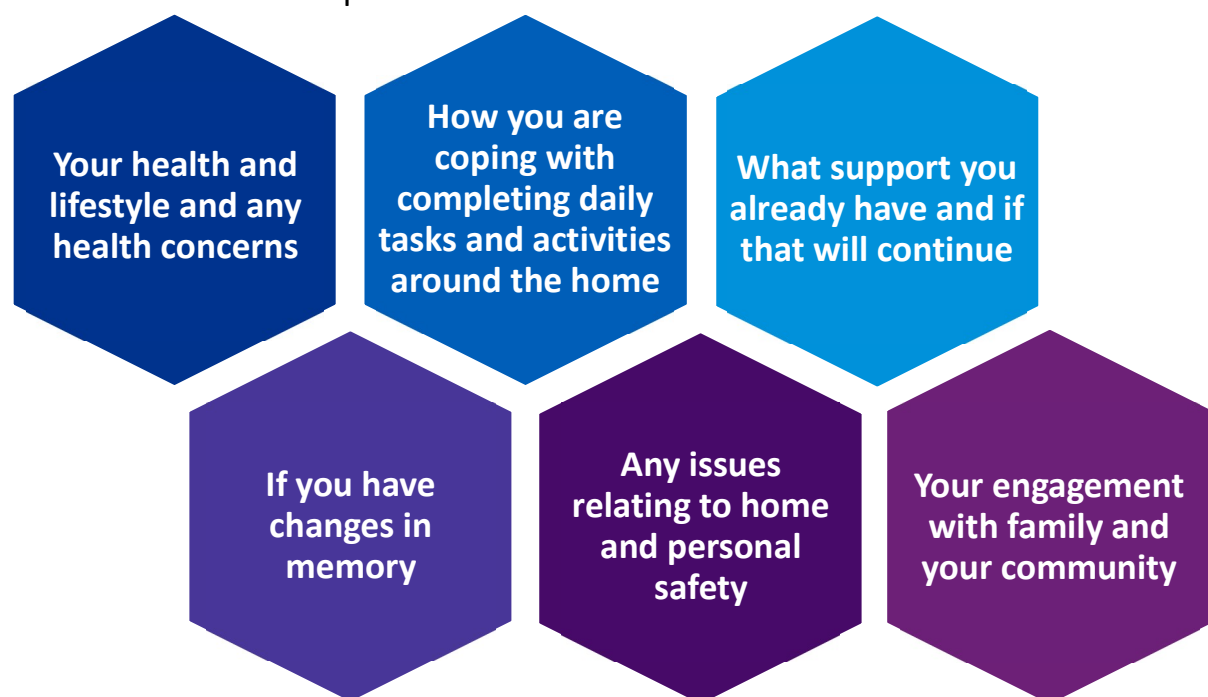 Your health and
lifestyle and any
health concerns
How you are
coping with
completing daily
tasks and activities
around the home
What support you
already have and if
that will continue
If you have
changes in
memory
Any issues
relating to home
and personal
safety
Your engagement
with family and
your community